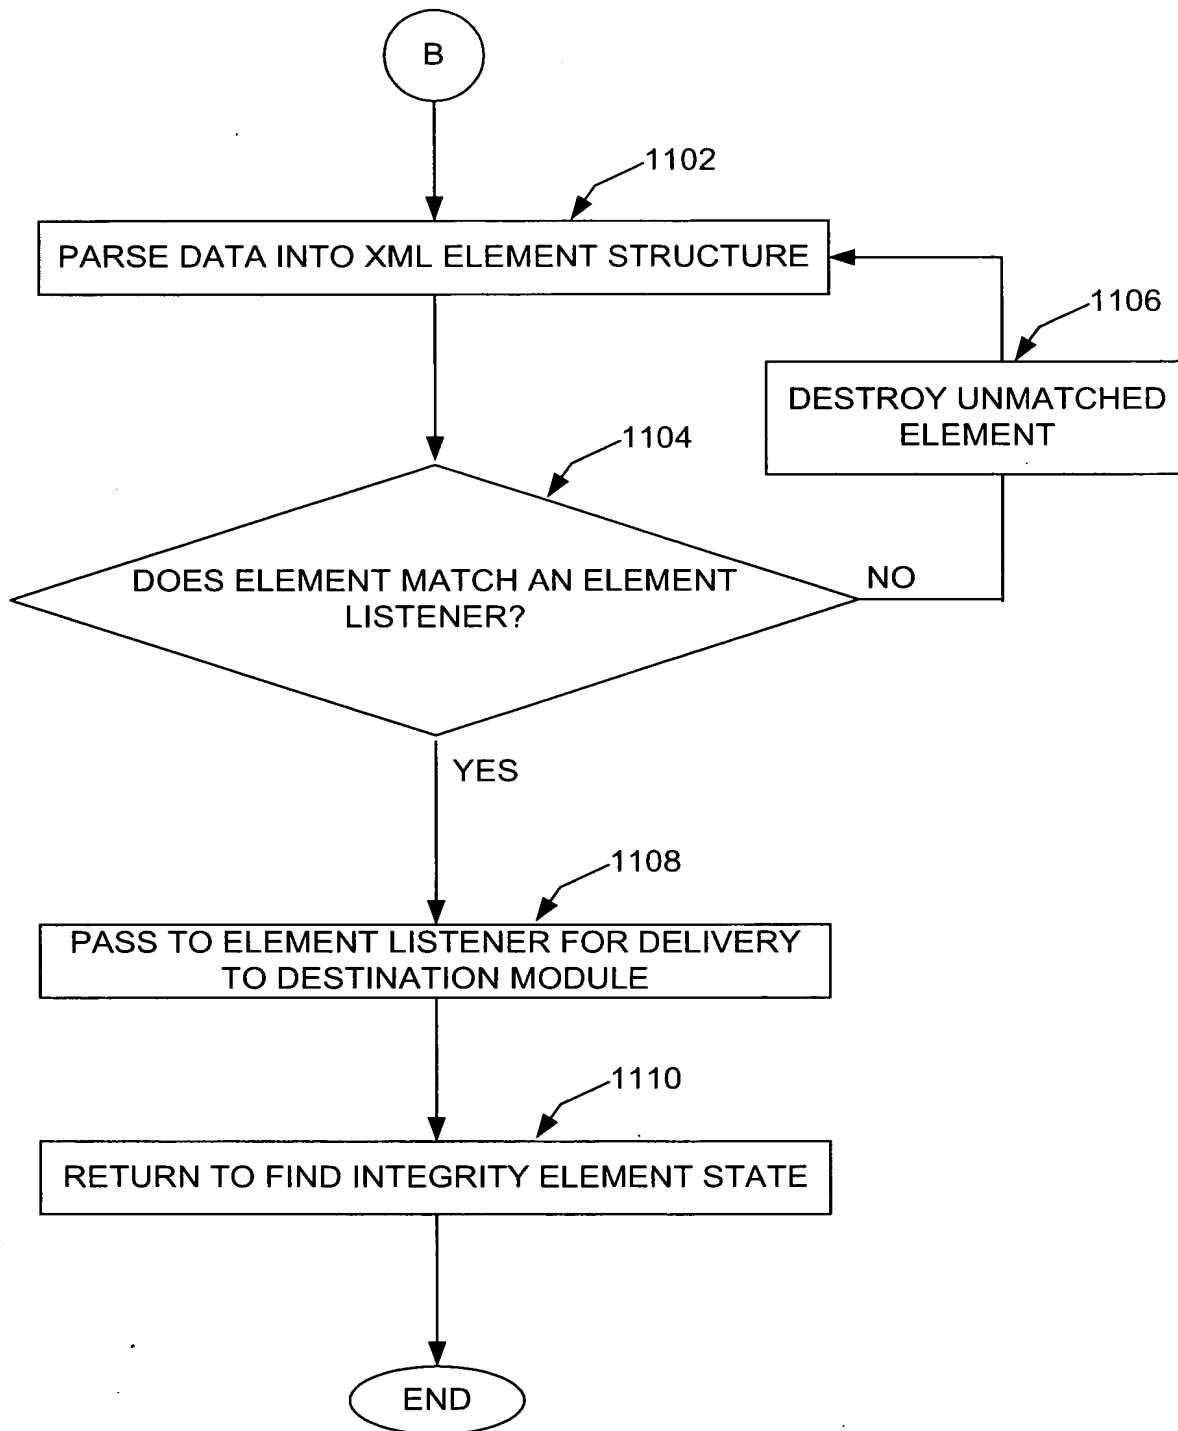 B
1102
PARSE DATA INTO XML ELEMENT STRUCTURE
1106
DESTROY UNMATCHED
ELEMENT
1104
DOES ELEMENT MATCH AN ELEMENT
LISTENER?
NO
YES
1108
PASS TO ELEMENT LISTENER FOR DELIVERY
TO DESTINATION MODULE
1110
RETURN TO FIND INTEGRITY ELEMENT STATE
END